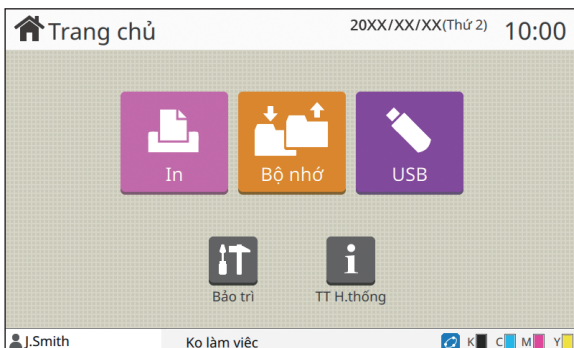 Trang chủ
20XX/XX/XX(Thứ 2) 10:00
In
Bộ nhớ
USB
Bảo trì
TT H.thống
J.Smith
Ko làm việc
K C M Y